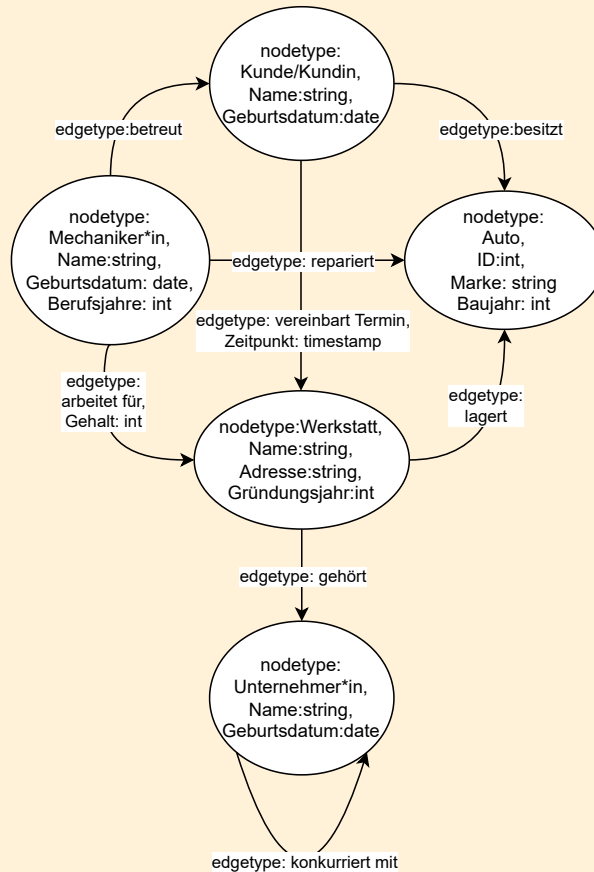 nodetype:
Kunde/Kundin,
Name:string,
Geburtsdatum:date
edgetype:betreut
edgetype:besitzt
nodetype:
Mechaniker*in,
Name:string,
Geburtsdatum: date,
Berufsjahre: int
edgetype: repariert
nodetype:
Auto,
ID:int,
Marke: string
Baujahr: int
edgetype: vereinbart Termin,
Zeitpunkt: timestamp
edgetype:
arbeitet für,
Gehalt: int
edgetype:
lagert
nodetype:Werkstatt,
Name:string,
Adresse:string,
Gründungsjahr:int
edgetype: gehört
nodetype:
Unternehmer*in,
Name:string,
Geburtsdatum:date
edgetype: konkurriert mit